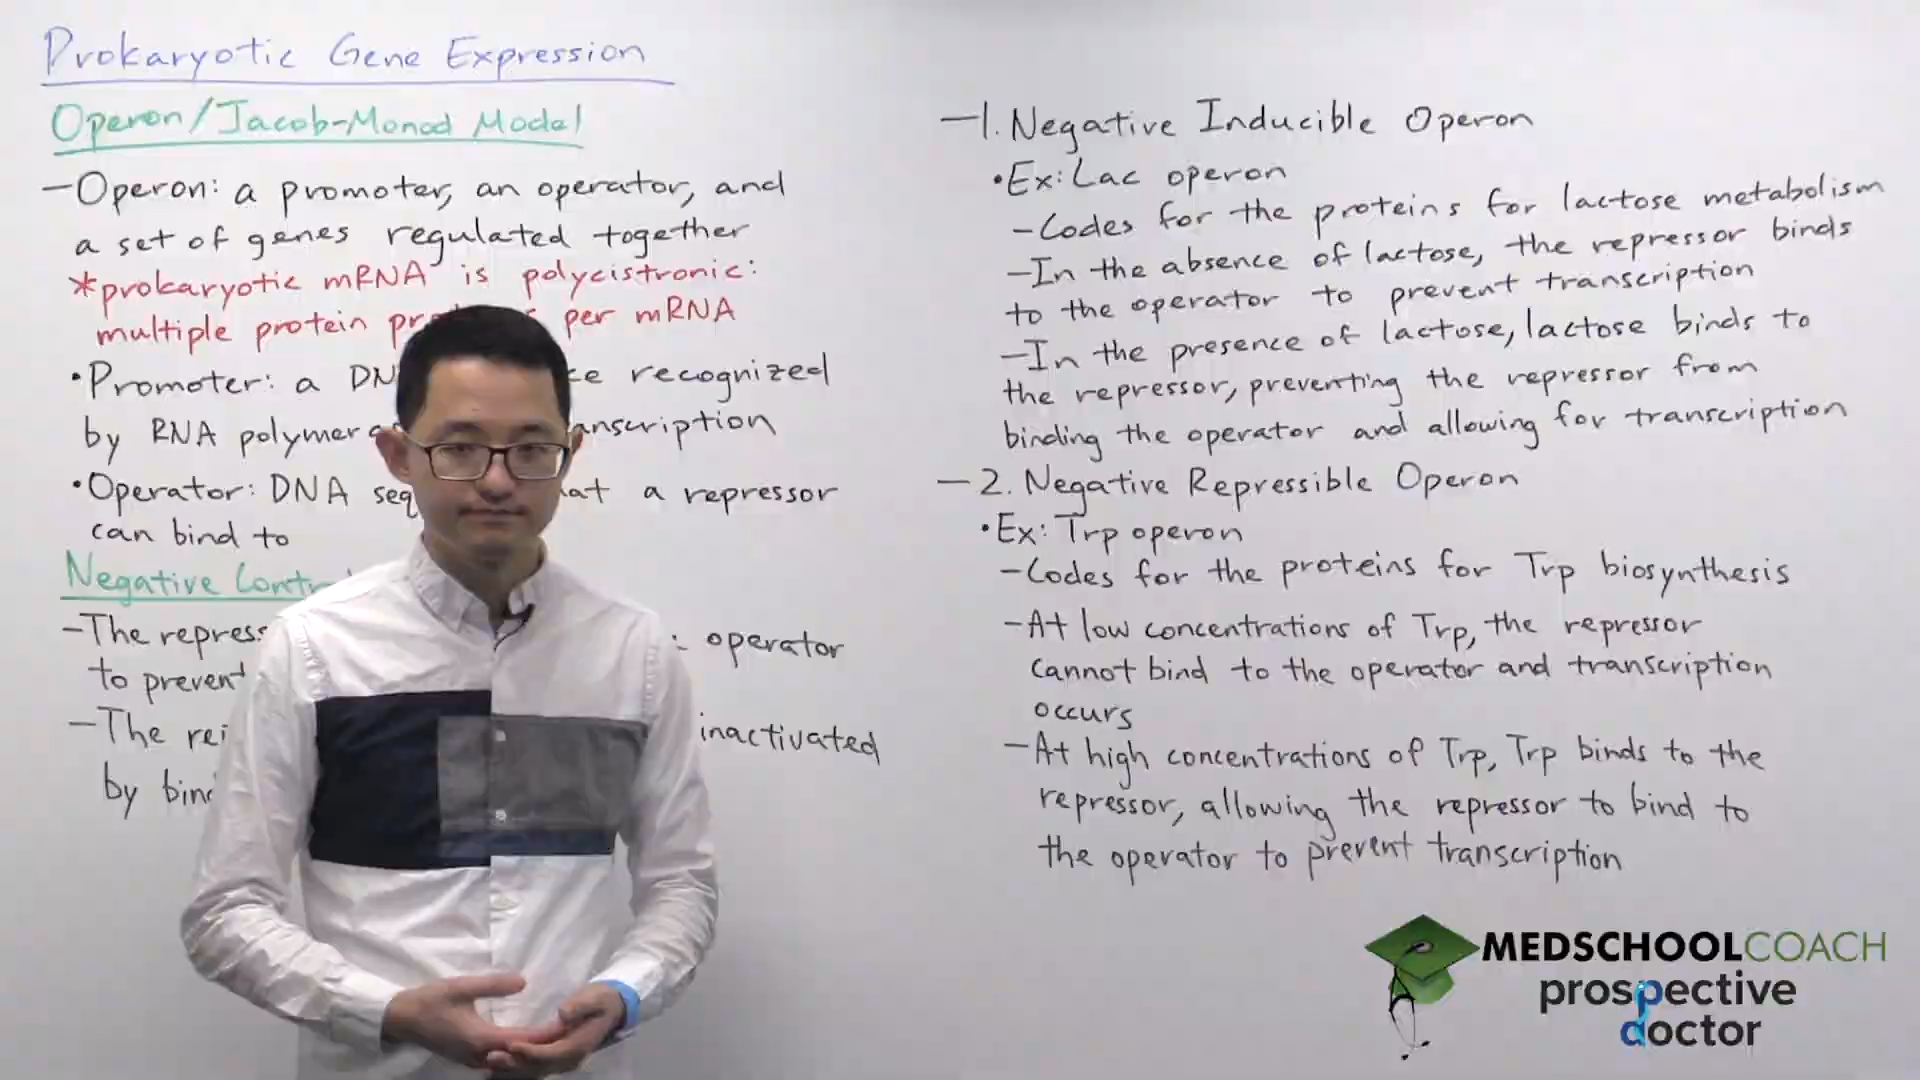 Prokaryotic Gene Expression
Operon/Jacob-Monod Model
—Operon: a promoter, an operator, and
a set of genes regulated together
*prokaryotic mRNA is polycistronic:
multiple protein per mRNA
•Promoter: a recognized
by RNA
•Operator: DNA a repressor
can bind to
Negative
—The operator
to prevent
—The inactivated
by
—1. Negative Inducible Operon
•Ex: Lac operon
—Codes for the proteins for lactose metabolism
—In the absence of lactose, the repressor binds
to the operator to prevent transcription
—In the presence of lactose, lactose binds to
the repressor, preventing the repressor from
binding the operator and allowing for transcription
—2. Negative Repressible Operon
•Ex: Trp operon
—Codes for the proteins for Trp biosynthesis
—At low concentrations of Trp, the repressor
cannot bind to the operator and transcription
occurs
—At high concentrations of Trp, Trp binds to the
repressor, allowing the repressor to bind to
the operator to prevent transcription
MEDSCHOOLCOACH
prospective
doctor